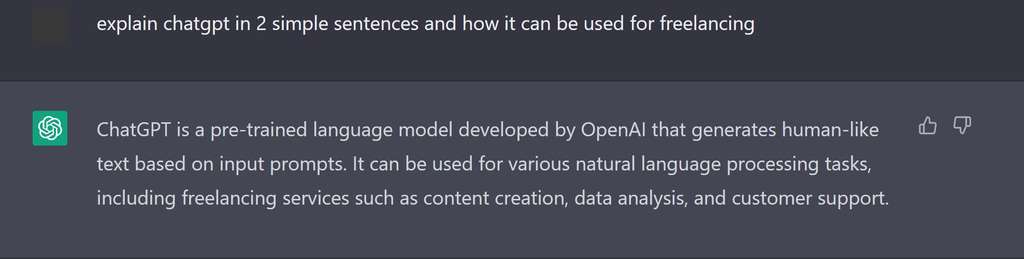 explain chatgpt in 2 simple sentences and how it can be used for freelancing
ChatGPT is a pre-trained language model developed by OpenAI that generates human-like
text based on input prompts. It can be used for various natural language processing tasks,
including freelancing services such as content creation, data analysis, and customer support.